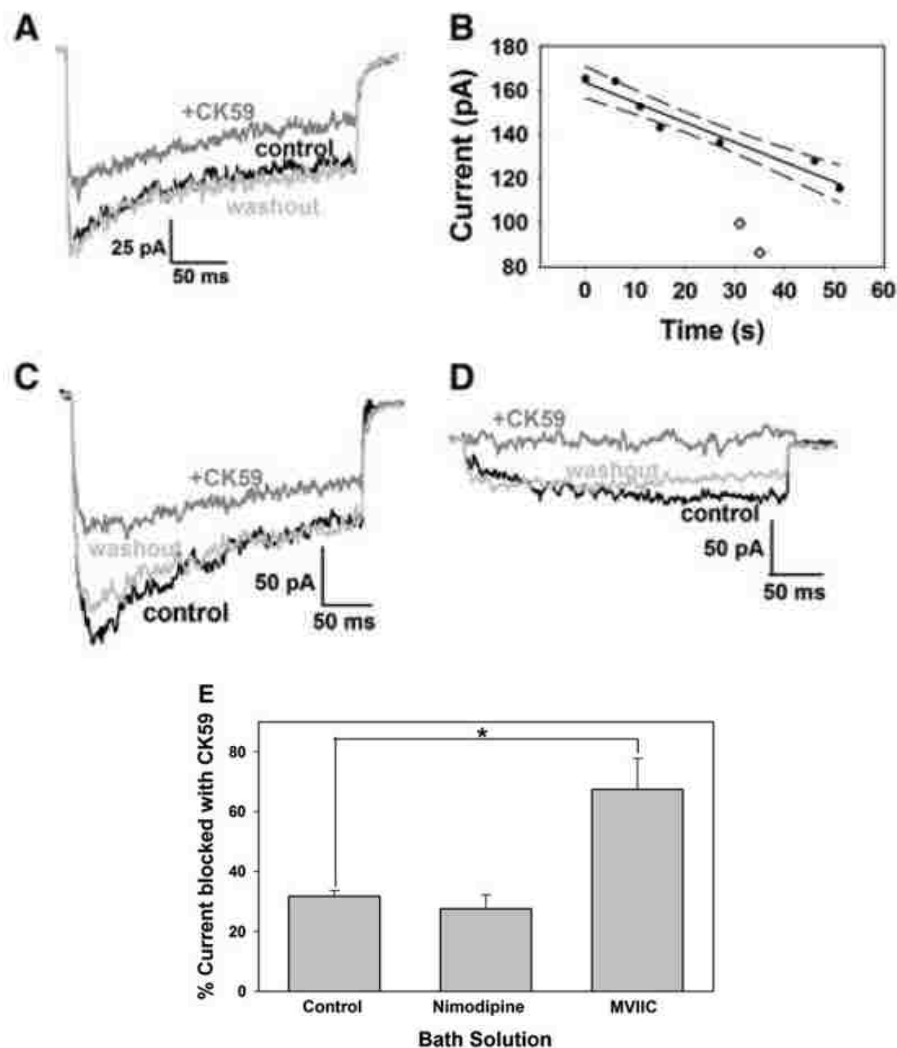 A
+CK59
control
washout
25 pA
50 ms
B
Current (pA)
180
160
140
120
100
80
0 10 20 30 40 50 60
Time (s)
C
+CK59
washout
control
50 pA
50 ms
D
+CK59
washout
control
50 pA
50 ms
E
% Current blocked with CK59
80
60
40
20
0
*
Control Nimodipine MVIIC
Bath Solution